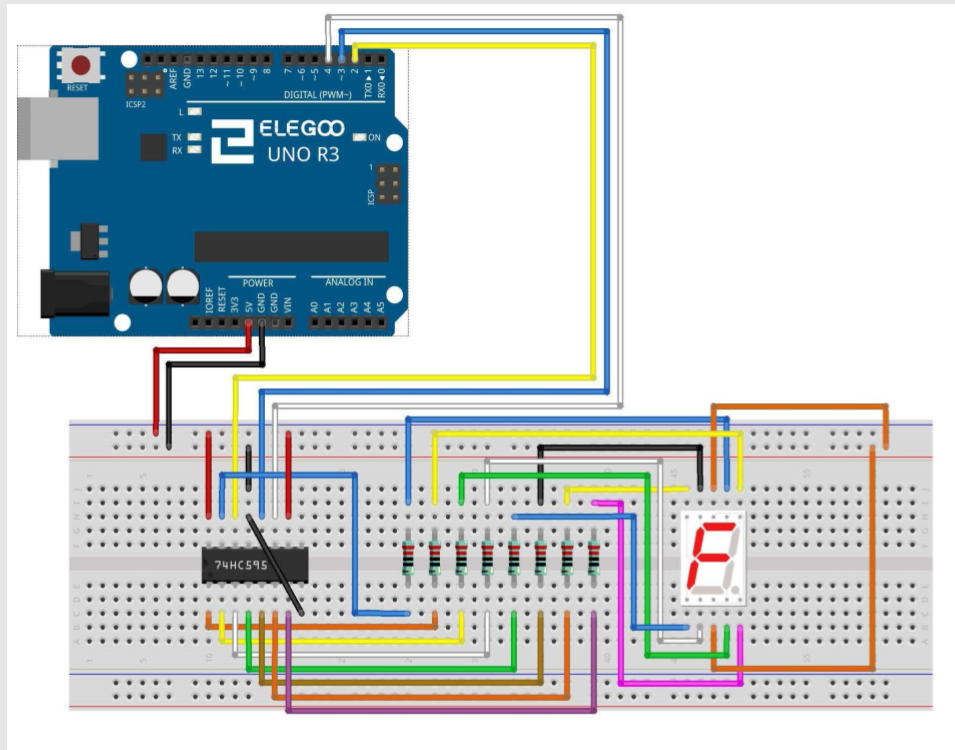 RESET
ISCP2
AREF
GND
13
12
~11
~10
~9
8
7
~6
~5
4
~3
2
TX0▶1
RX0◀0
DIGITAL (PWM~)
L
TX
RX
ELEGOO
UNO R3
ON
1
ICSP
POWER
ANALOG IN
IOREF
RESET
3V3
5V
GND
GND
VIN
A0
A1
A2
A3
A4
A5
74HC595
F